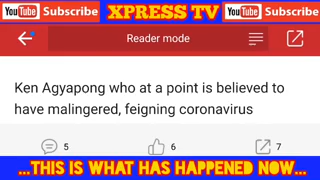 YouTube Subscribe XPRESS TV YouTube Subscribe
Reader mode
Ken Agyapong who at a point is believed to
have malingered, feigning coronavirus
5 6 7
...THIS IS WHAT HAS HAPPENED NOW...